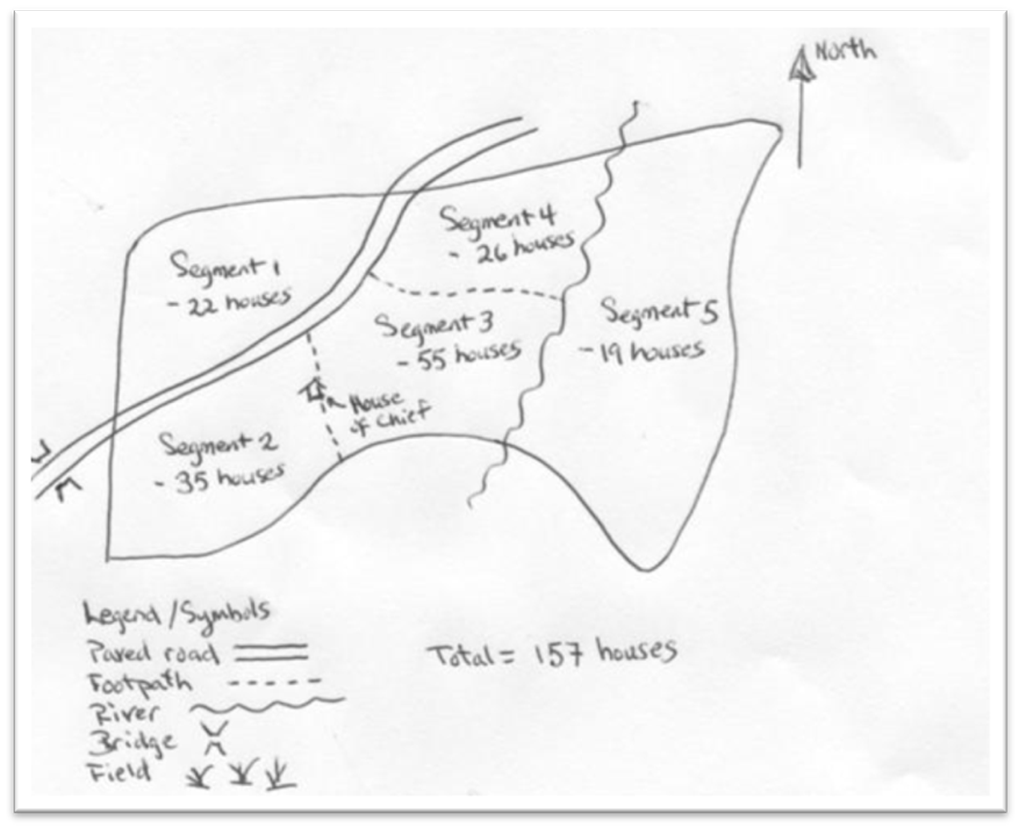 North
Segment 4
- 26 houses
Segment 1
- 22 houses
Segment 3
- 55 houses
Segment 5
- 19 houses
House
of Chief
Segment 2
- 35 houses
Legend/Symbols
Paved road
Footpath
River
Bridge
Field
Total = 157 houses